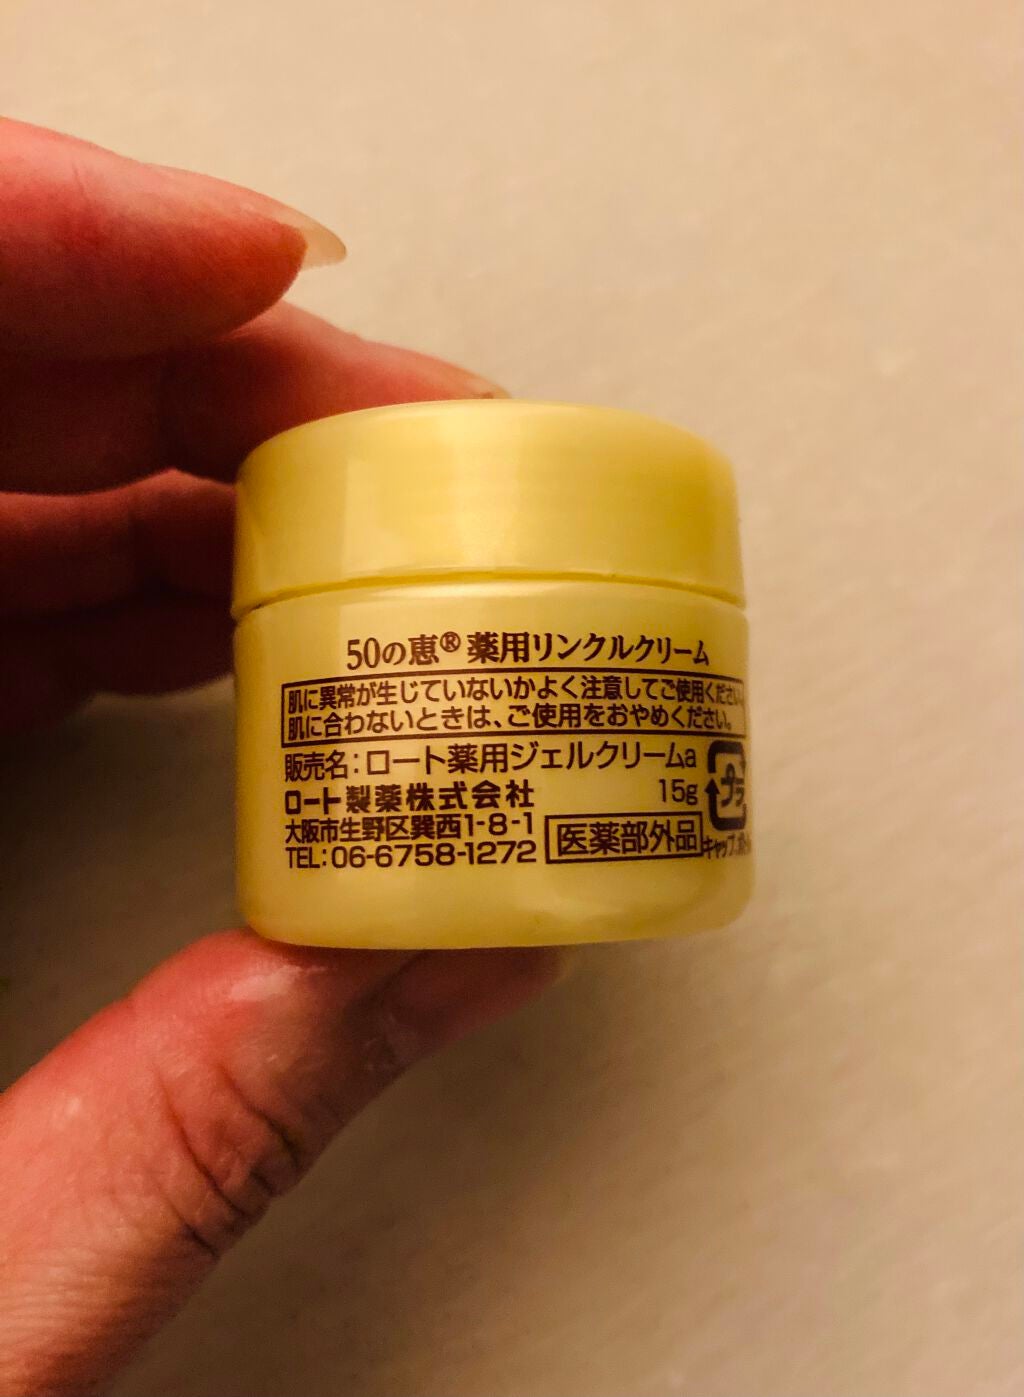 50の恵® 薬用リンクルクリーム
肌に異常が生じていないかよく注意してご使用ください。
肌に合わないときは、ご使用をおやめください。
販売名:ロート薬用ジェルクリームa
ロート製薬株式会社 15g
プラ
大阪市生野区巽西1-8-1
TEL:06-6758-1272 医薬部外品
キャップ、